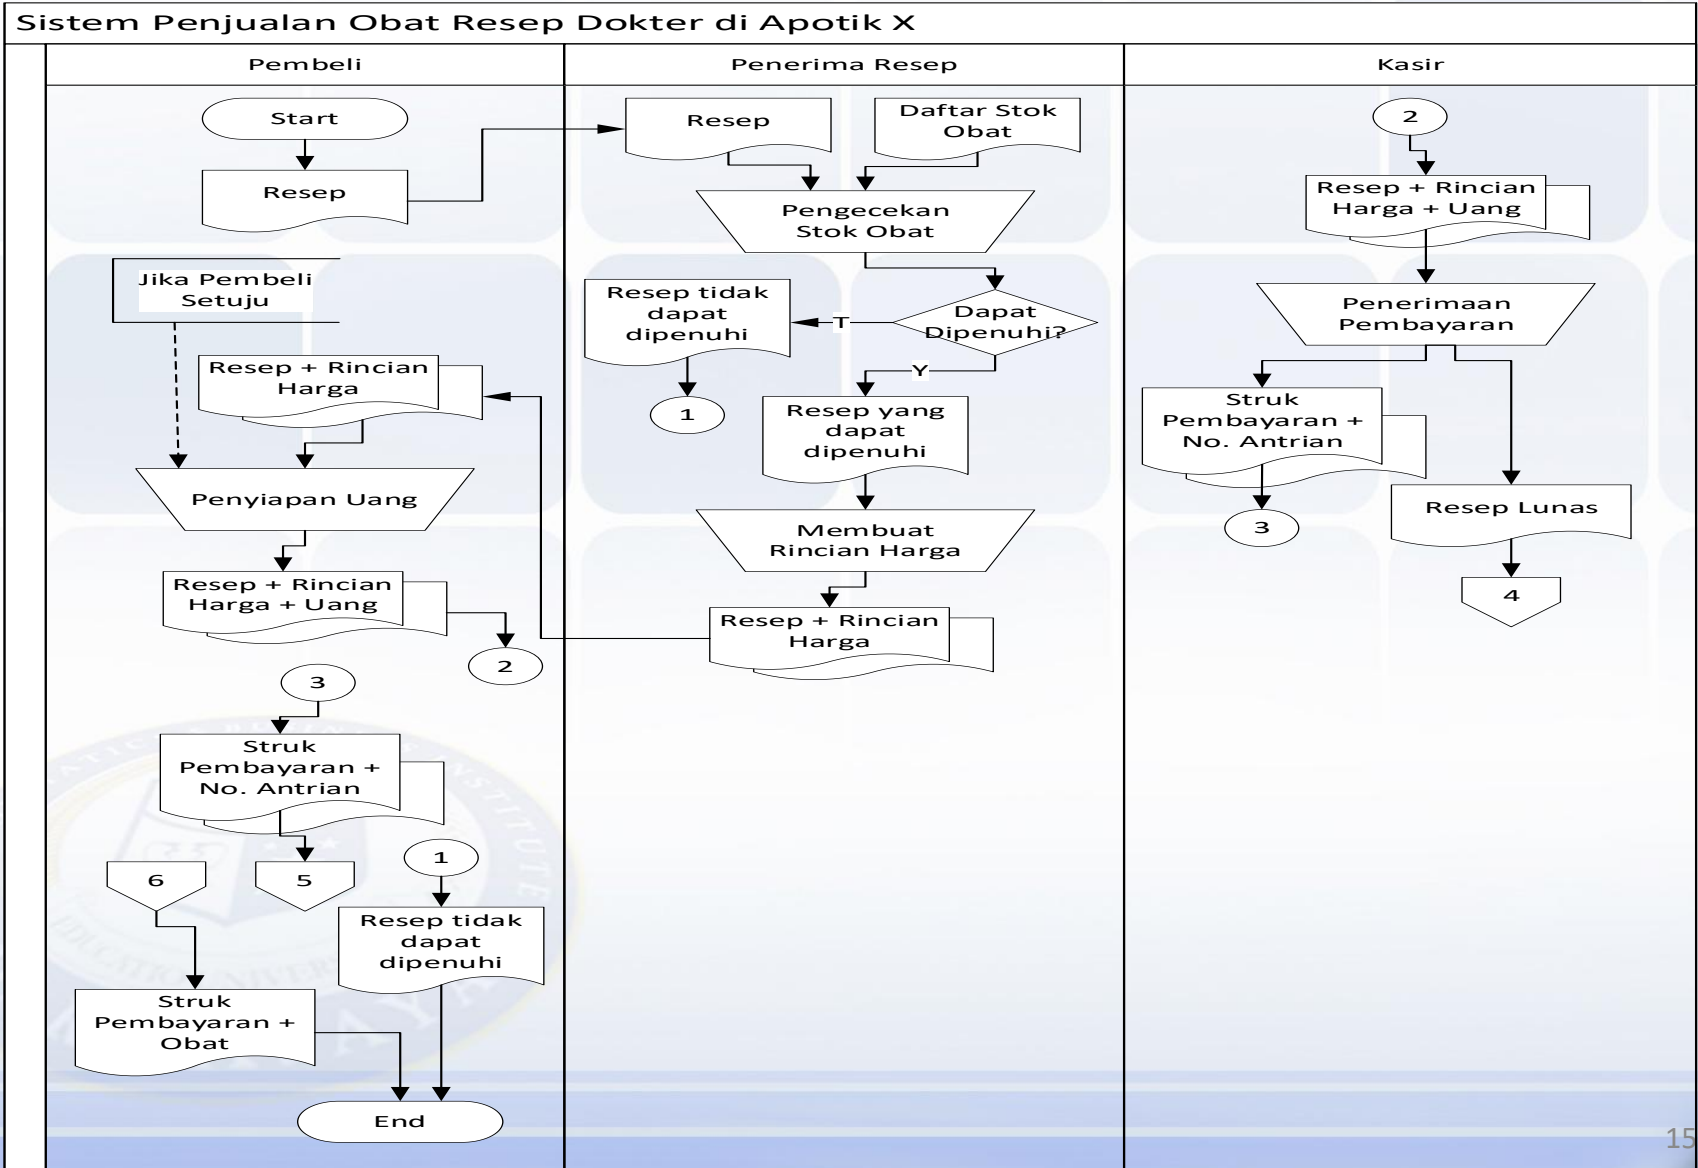 Sistem Penjualan Obat Resep Dokter di Apotik X
Pembeli
Penerima Resep
Kasir
Start
Resep
Jika Pembeli
Setuju
Resep + Rincian
Harga
Penyiapan Uang
Resep + Rincian
Harga + Uang
2
3
Struk
Pembayaran +
No. Antrian
6
5
1
Resep tidak
dapat
dipenuhi
Struk
Pembayaran +
Obat
End
Resep
Daftar Stok
Obat
Pengecekan
Stok Obat
Dapat
Dipenuhi?
T
Resep tidak
dapat
dipenuhi
1
Y
Resep yang
dapat
dipenuhi
Membuat
Rincian Harga
Resep + Rincian
Harga
2
Resep + Rincian
Harga + Uang
Penerimaan
Pembayaran
Struk
Pembayaran +
No. Antrian
3
Resep Lunas
4
15